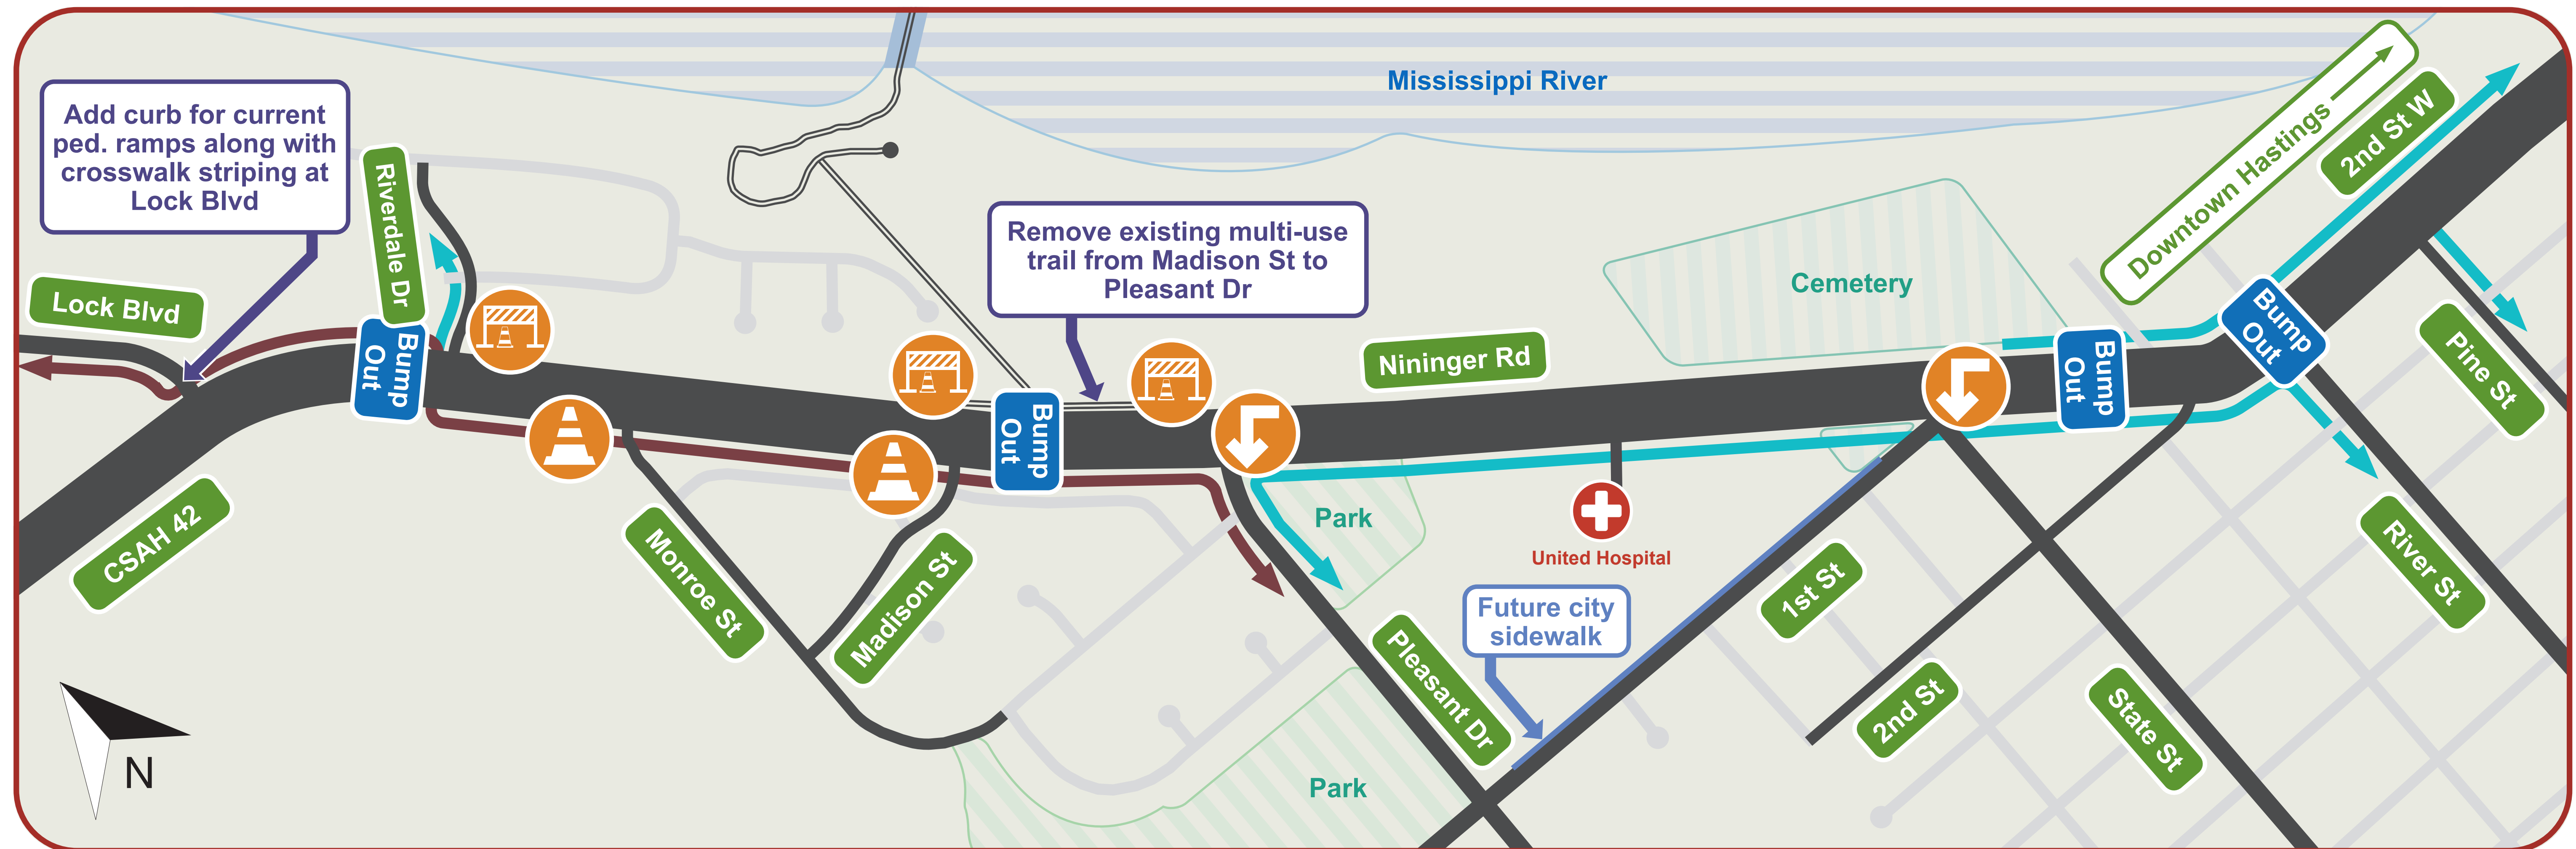 Mississippi River
Add curb for current
ped. ramps along with
crosswalk striping at
Lock Blvd
Riverdale Dr
Lock Blvd
Bump
Out
CSAH 42
Remove existing multi-use
trail from Madison St to
Pleasant Dr
Bump
Out
Nininger Rd
Cemetery
Downtown Hastings
2nd St W
Bump
Out
Bump
Out
Pine St
River St
Monroe St
Madison St
Park
United Hospital
Future city
sidewalk
1st St
2nd St
State St
Pleasant Dr
Park
N